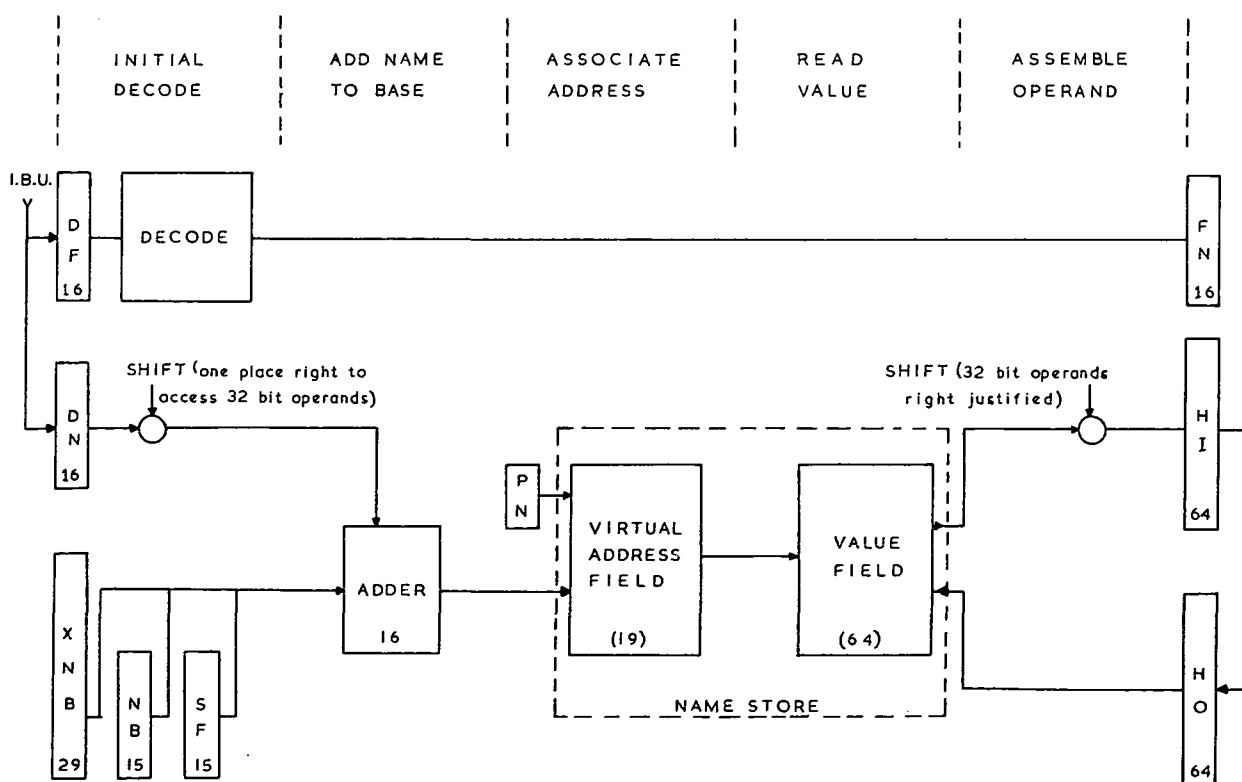 INITIAL
DECODE
ADD NAME
TO BASE
ASSOCIATE
ADDRESS
READ
VALUE
ASSEMBLE
OPERAND
I.B.U.
D
F
16
DECODE
F
N
16
SHIFT (one place right to
access 32 bit operands)
SHIFT (32 bit operands
right justified)
D
N
16
H
I
64
P
N
VIRTUAL
ADDRESS
FIELD
(19)
VALUE
FIELD
(64)
ADDER
16
X
N
B
29
N
B
15
S
F
15
NAME STORE
H
O
64